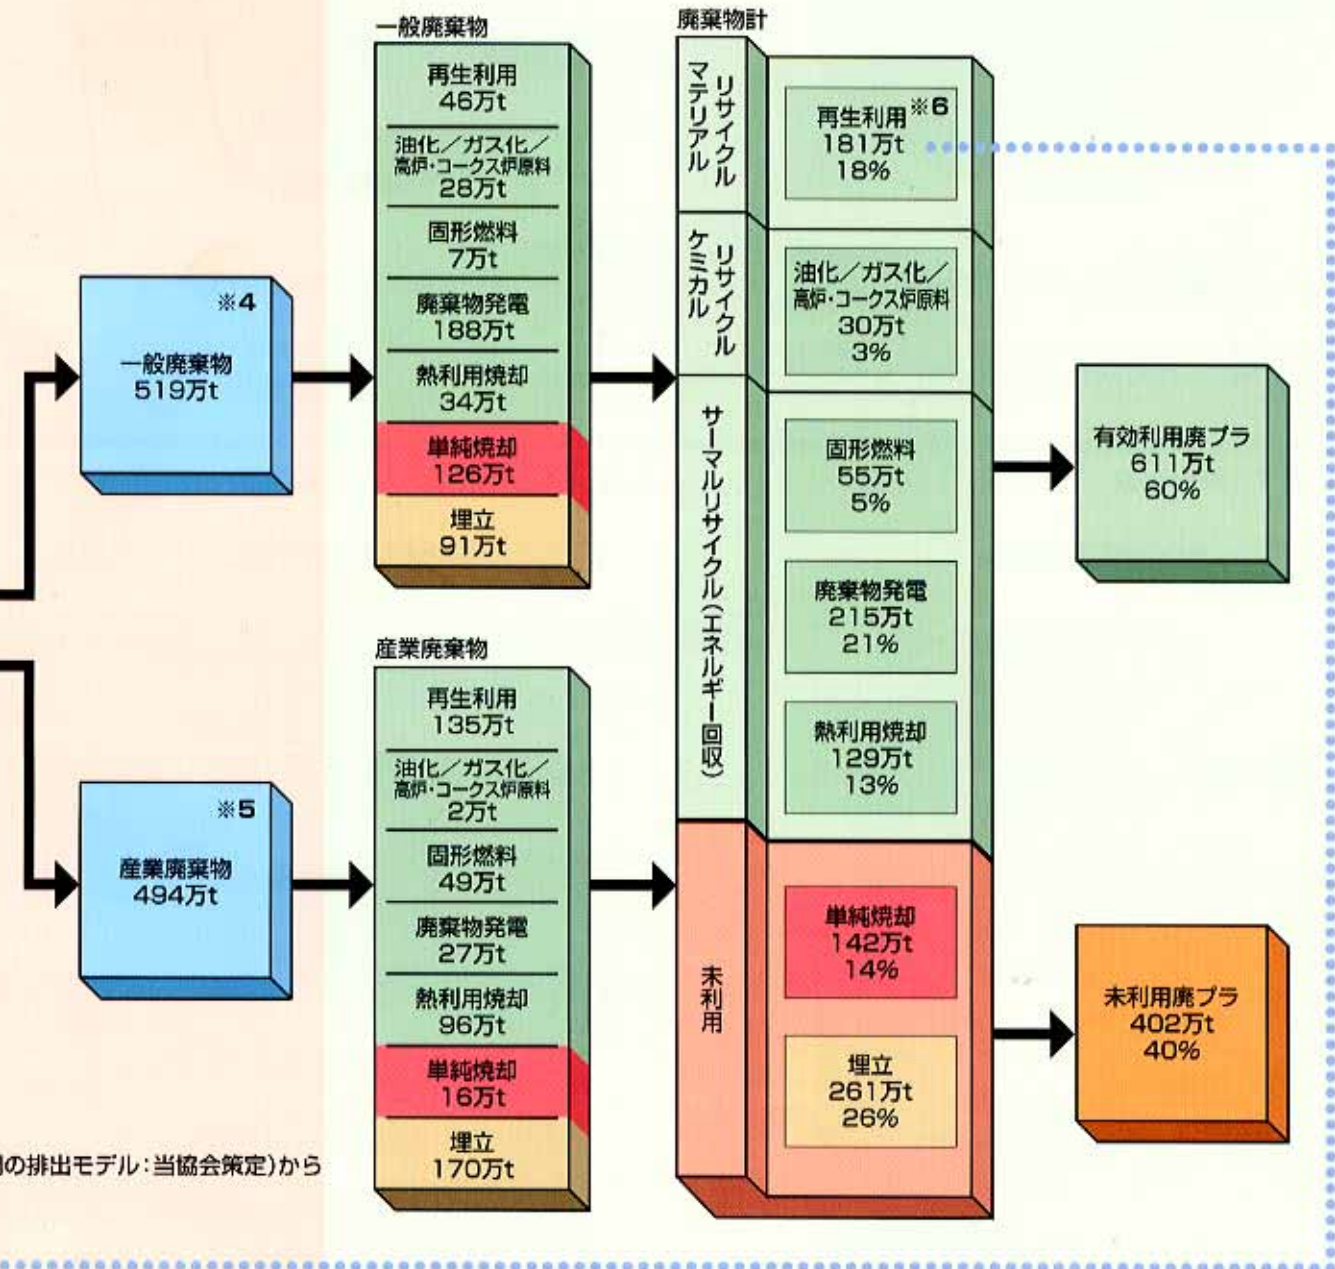 ※4
一般廃棄物
519万t
※5
産業廃棄物
494万t
の排出モデル:当協会策定)から
一般廃棄物
再生利用
46万t
油化/ガス化/
高炉・コークス炉原料
28万t
固形燃料
7万t
廃棄物発電
188万t
熱利用焼却
34万t
単純焼却
126万t
埋立
91万t
産業廃棄物
再生利用
135万t
油化/ガス化/
高炉・コークス炉原料
2万t
固形燃料
49万t
廃棄物発電
27万t
熱利用焼却
96万t
単純焼却
16万t
埋立
170万t
廃棄物計
マテリアル
リサイクル
ケミカル
リサイクル
サーマルリサイクル(エネルギー回収)
未利用
再生利用※6
181万t
18%
油化/ガス化/
高炉・コークス炉原料
30万t
3%
固形燃料
55万t
5%
廃棄物発電
215万t
21%
熱利用焼却
129万t
13%
単純焼却
142万t
14%
埋立
261万t
26%
有効利用廃プラ
611万t
60%
未利用廃プラ
402万t
40%